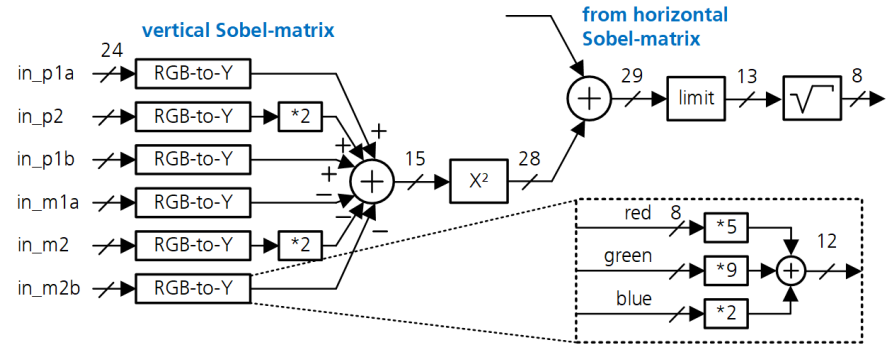 vertical Sobel-matrix
from horizontal
Sobel-matrix
24
in_p1a
RGB-to-Y
in_p2
RGB-to-Y
*2
in_p1b
RGB-to-Y
in_m1a
RGB-to-Y
in_m2
RGB-to-Y
*2
in_m2b
RGB-to-Y
+
+
+
−
−
−
+
15
X²
28
+
29
limit
13
√
8
red
8
*5
green
*9
blue
*2
+
12